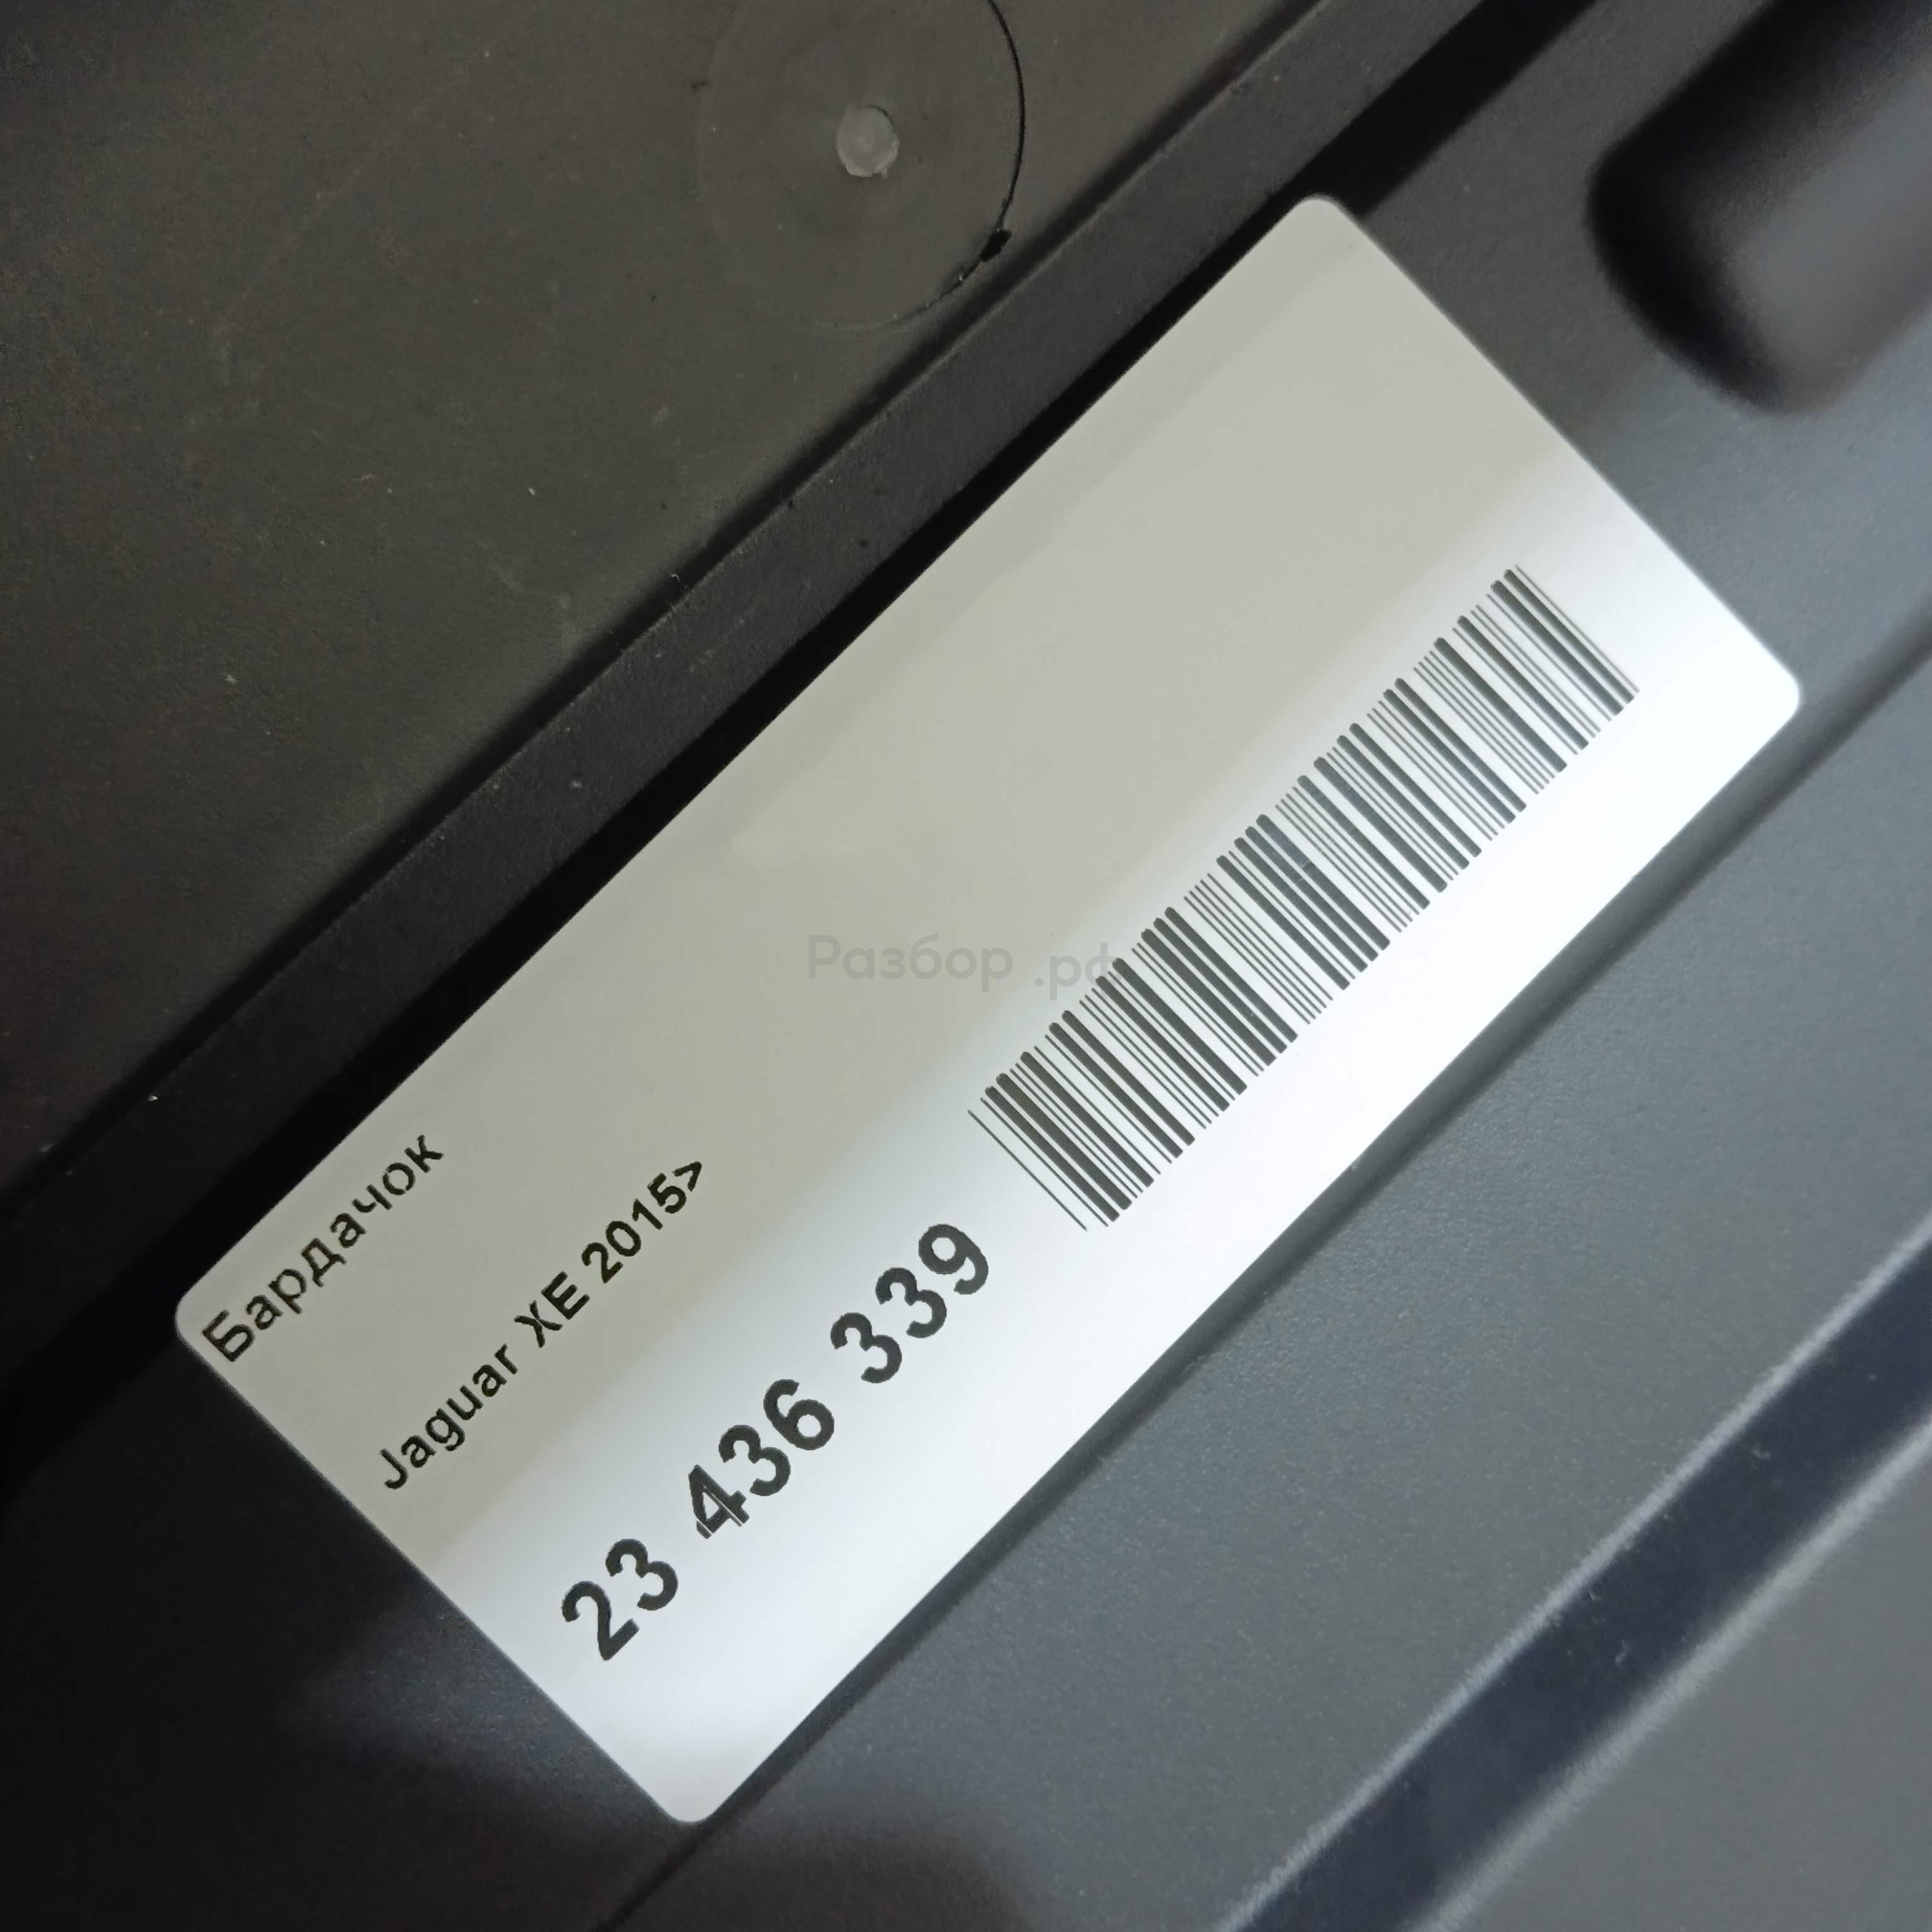 Бардачок
Jaguar XE 2015>
23 436 339
Разбор.рф